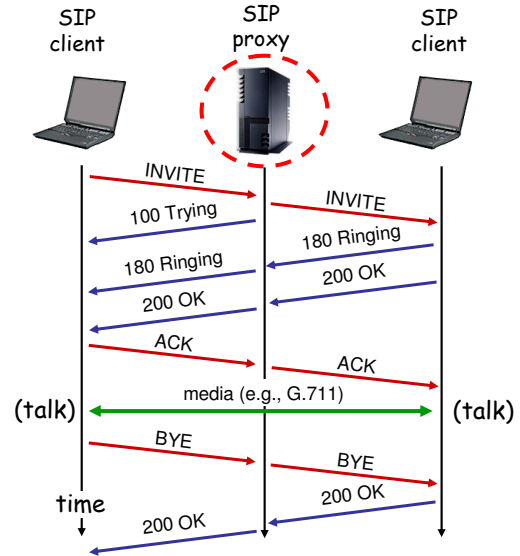 SIP
client
SIP
proxy
SIP
client
INVITE
INVITE
100 Trying
180 Ringing
180 Ringing
200 OK
200 OK
ACK
ACK
media (e.g., G.711)
(talk)
(talk)
BYE
BYE
time
200 OK
200 OK